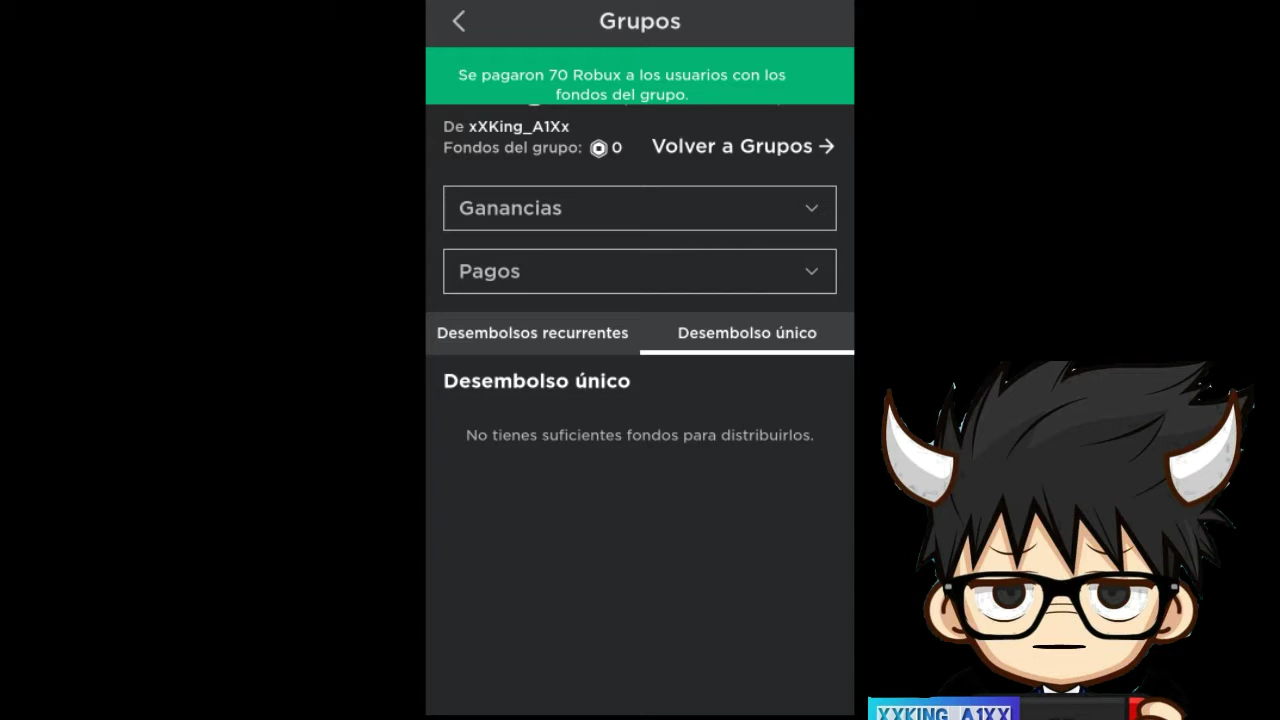 Grupos
Se pagaron 70 Robux a los usuarios con los
fondos del grupo.
De xXKing_A1Xx
Fondos del grupo: 0
Volver a Grupos →
Ganancias
Pagos
Desembolsos recurrentes
Desembolso único
Desembolso único
No tienes suficientes fondos para distribuirlos.
XXKING_A1XX